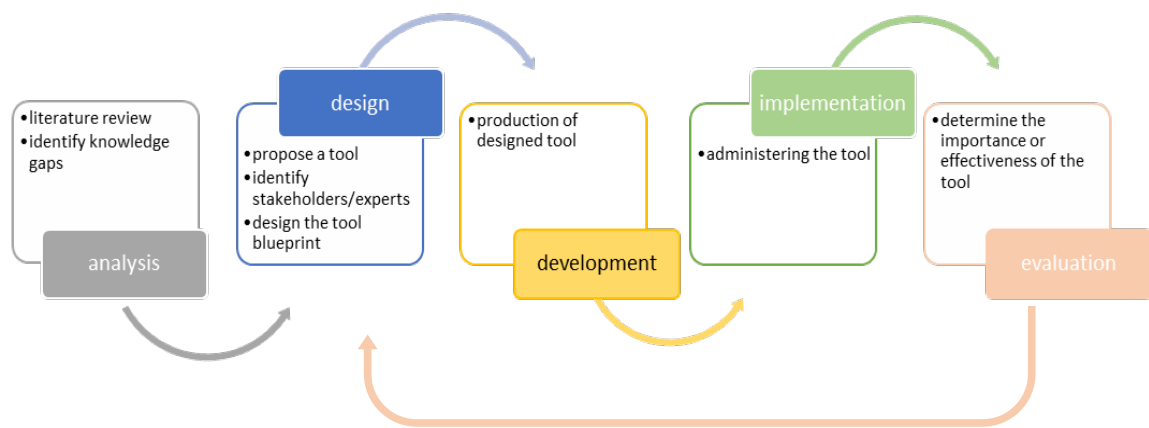 •literature review
•identify knowledge
gaps
analysis
design
•propose a tool
•identify
stakeholders/experts
•design the tool
blueprint
•production of
designed tool
development
implementation
•administering the tool
•determine the
importance or
effectiveness of the
tool
evaluation